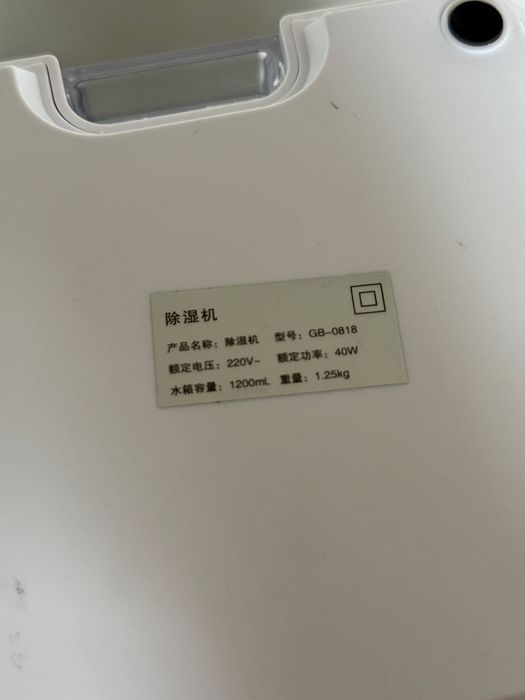 除湿机
产品名称：除湿机 型号：GB-0818
额定电压：220V~ 额定功率：40W
水箱容量：1200mL 重量：1.25kg